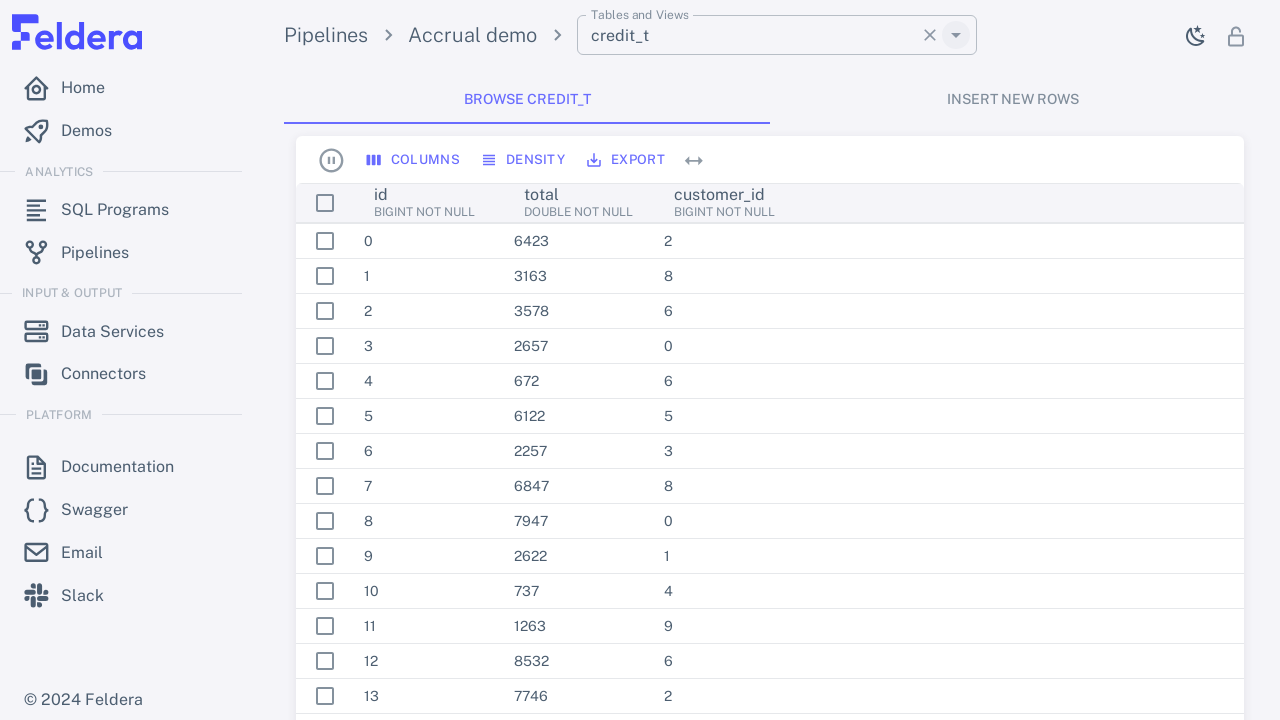 Feldera
Home
Demos
ANALYTICS
SQL Programs
Pipelines
INPUT & OUTPUT
Data Services
Connectors
PLATFORM
Documentation
Swagger
Email
Slack
© 2024 Feldera
Pipelines > Accrual demo >
Tables and Views
credit_t
BROWSE CREDIT_T
INSERT NEW ROWS
COLUMNS DENSITY EXPORT
id total customer_id
BIGINT NOT NULL DOUBLE NOT NULL BIGINT NOT NULL
0 6423 2
1 3163 8
2 3578 6
3 2657 0
4 672 6
5 6122 5
6 2257 3
7 6847 8
8 7947 0
9 2622 1
10 737 4
11 1263 9
12 8532 6
13 7746 2